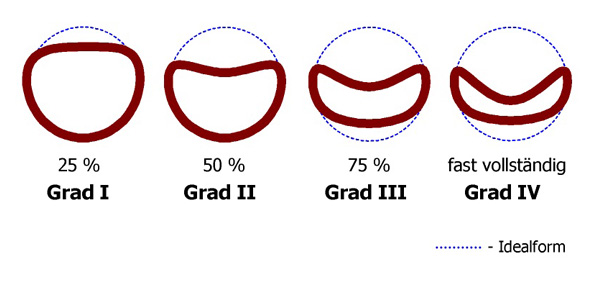 25 %
Grad I
50 %
Grad II
75 %
Grad III
fast vollständig
Grad IV
- Idealform